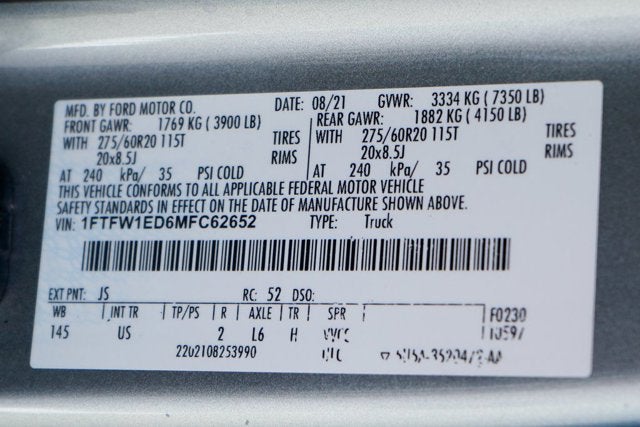 MFD. BY FORD MOTOR CO. DATE: 08/21 GVWR: 3334 KG ( 7350 LB)
FRONT GAWR: 1769 KG ( 3900 LB) REAR GAWR: 1882 KG ( 4150 LB)
WITH 275/60R20 115T TIRES WITH 275/60R20 115T TIRES
20x8.5J RIMS 20x8.5J RIMS
AT 240 kPa/ 35 PSI COLD AT 240 kPa/ 35 PSI COLD
THIS VEHICLE CONFORMS TO ALL APPLICABLE FEDERAL MOTOR VEHICLE
SAFETY STANDARDS IN EFFECT ON THE DATE OF MANUFACTURE SHOWN ABOVE.
VIN: 1FTFW1ED6MFC62652 TYPE: Truck
EXT PNT: JS RC: 52 DSO:
WB INT TR TP/PS R AXLE TR SPR F0230
145 US 2 L6 H
2202108253990